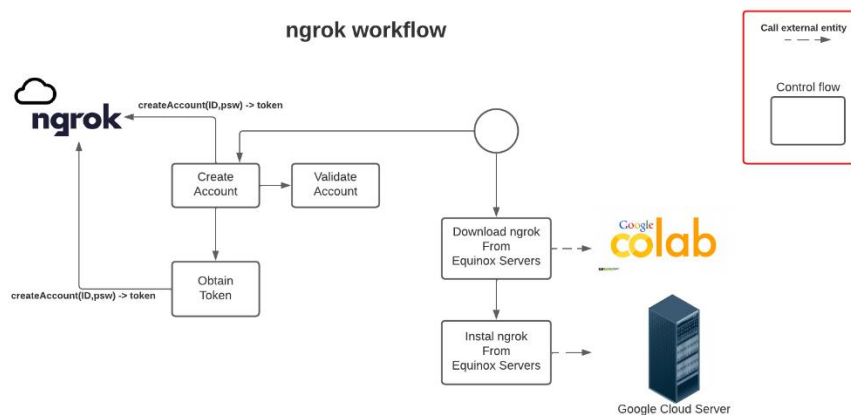 ngrok workflow
Call external entity
Control flow
ngrok
createAccount(ID,psw) -> token
Create
Account
Validate
Account
Obtain
Token
createAccount(ID,psw) -> token
Download ngrok
From
Equinox Servers
Google
colab
Instal ngrok
From
Equinox Servers
Google Cloud Server